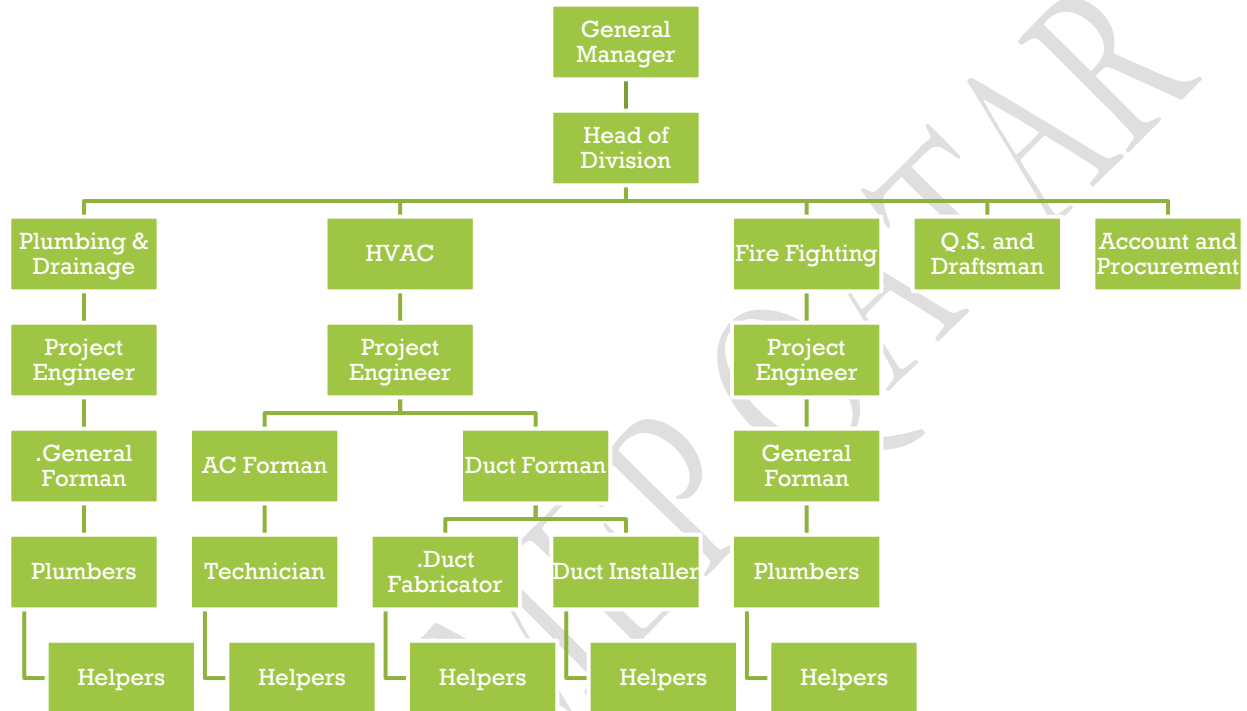 General
Manager
Head of
Division
Plumbing &
Drainage
HVAC
Fire Fighting
Q.S. and
Draftsman
Account and
Procurement
Project
Engineer
Project
Engineer
Project
Engineer
.General
Forman
AC Forman
Duct Forman
General
Forman
Plumbers
Technician
.Duct
Fabricator
Duct Installer
Plumbers
Helpers
Helpers
Helpers
Helpers
Helpers
MEP QATAR